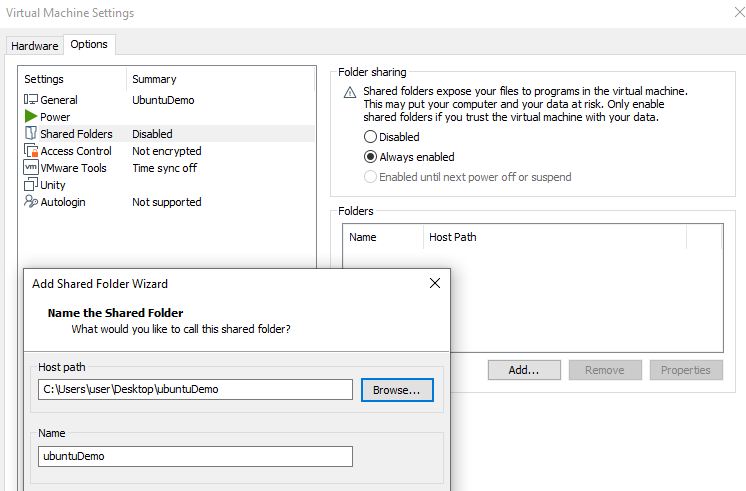 Virtual Machine Settings
Hardware Options
Settings Summary
General UbuntuDemo
Power
Shared Folders Disabled
Access Control Not encrypted
vm VMware Tools Time sync off
Unity
Autologin Not supported
Folder sharing
Shared folders expose your files to programs in the virtual machine.
This may put your computer and your data at risk. Only enable
shared folders if you trust the virtual machine with your data.
Disabled
Always enabled
Enabled until next power off or suspend
Folders
Name Host Path
Add... Remove Properties
Add Shared Folder Wizard
Name the Shared Folder
What would you like to call this shared folder?
Host path
C:\Users\user\Desktop\ubuntuDemo Browse...
Name
ubuntuDemo